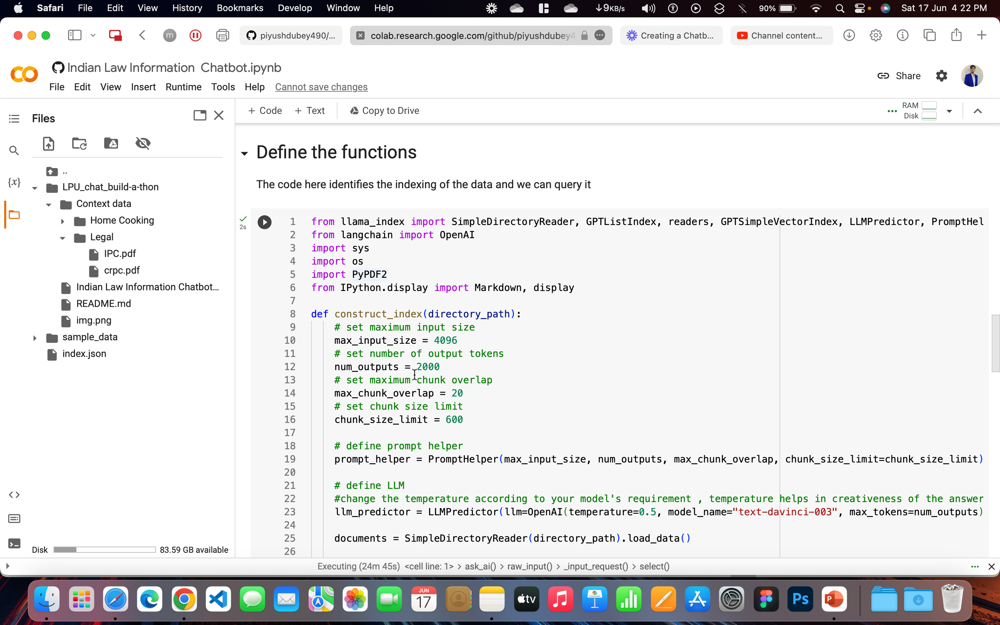 Safari File Edit View History Bookmarks Develop Window Help 9KB/s 90% Sat 17 Jun 4 22 PM
m piyushdubey490/... colab.research.google.com/github/piyushdubey4 Creating a Chatb... Channel content...
CO Indian Law Information Chatbot.ipynb
File Edit View Insert Runtime Tools Help Cannot save changes
Share
Files
+ Code + Text Copy to Drive
RAM
Disk
..
LPU_chat_build-a-thon
Context data
Home Cooking
Legal
IPC.pdf
crpc.pdf
Indian Law Information Chatbot...
README.md
img.png
sample_data
index.json
{x}
<>
Disk 83.59 GB available
Define the functions
The code here identifies the indexing of the data and we can query it
2s
1 from llama_index import SimpleDirectoryReader, GPTListIndex, readers, GPTSimpleVectorIndex, LLMPredictor, PromptHel
2 from langchain import OpenAI
3 import sys
4 import os
5 import PyPDF2
6 from IPython.display import Markdown, display
7
8 def construct_index(directory_path):
9 # set maximum input size
10 max_input_size = 4096
11 # set number of output tokens
12 num_outputs = 2000
13 # set maximum chunk overlap
14 max_chunk_overlap = 20
15 # set chunk size limit
16 chunk_size_limit = 600
17
18 # define prompt helper
19 prompt_helper = PromptHelper(max_input_size, num_outputs, max_chunk_overlap, chunk_size_limit=chunk_size_limit)
20
21 # define LLM
22 #change the temperature according to your model's requirement , temperature helps in creativeness of the answer
23 llm_predictor = LLMPredictor(llm=OpenAI(temperature=0.5, model_name="text-davinci-003", max_tokens=num_outputs)
24
25 documents = SimpleDirectoryReader(directory_path).load_data()
26
Executing (24m 45s) <cell line: 1> > ask_ai() > raw_input() > _input_request() > select()
JUN
17
tv
Ps
P